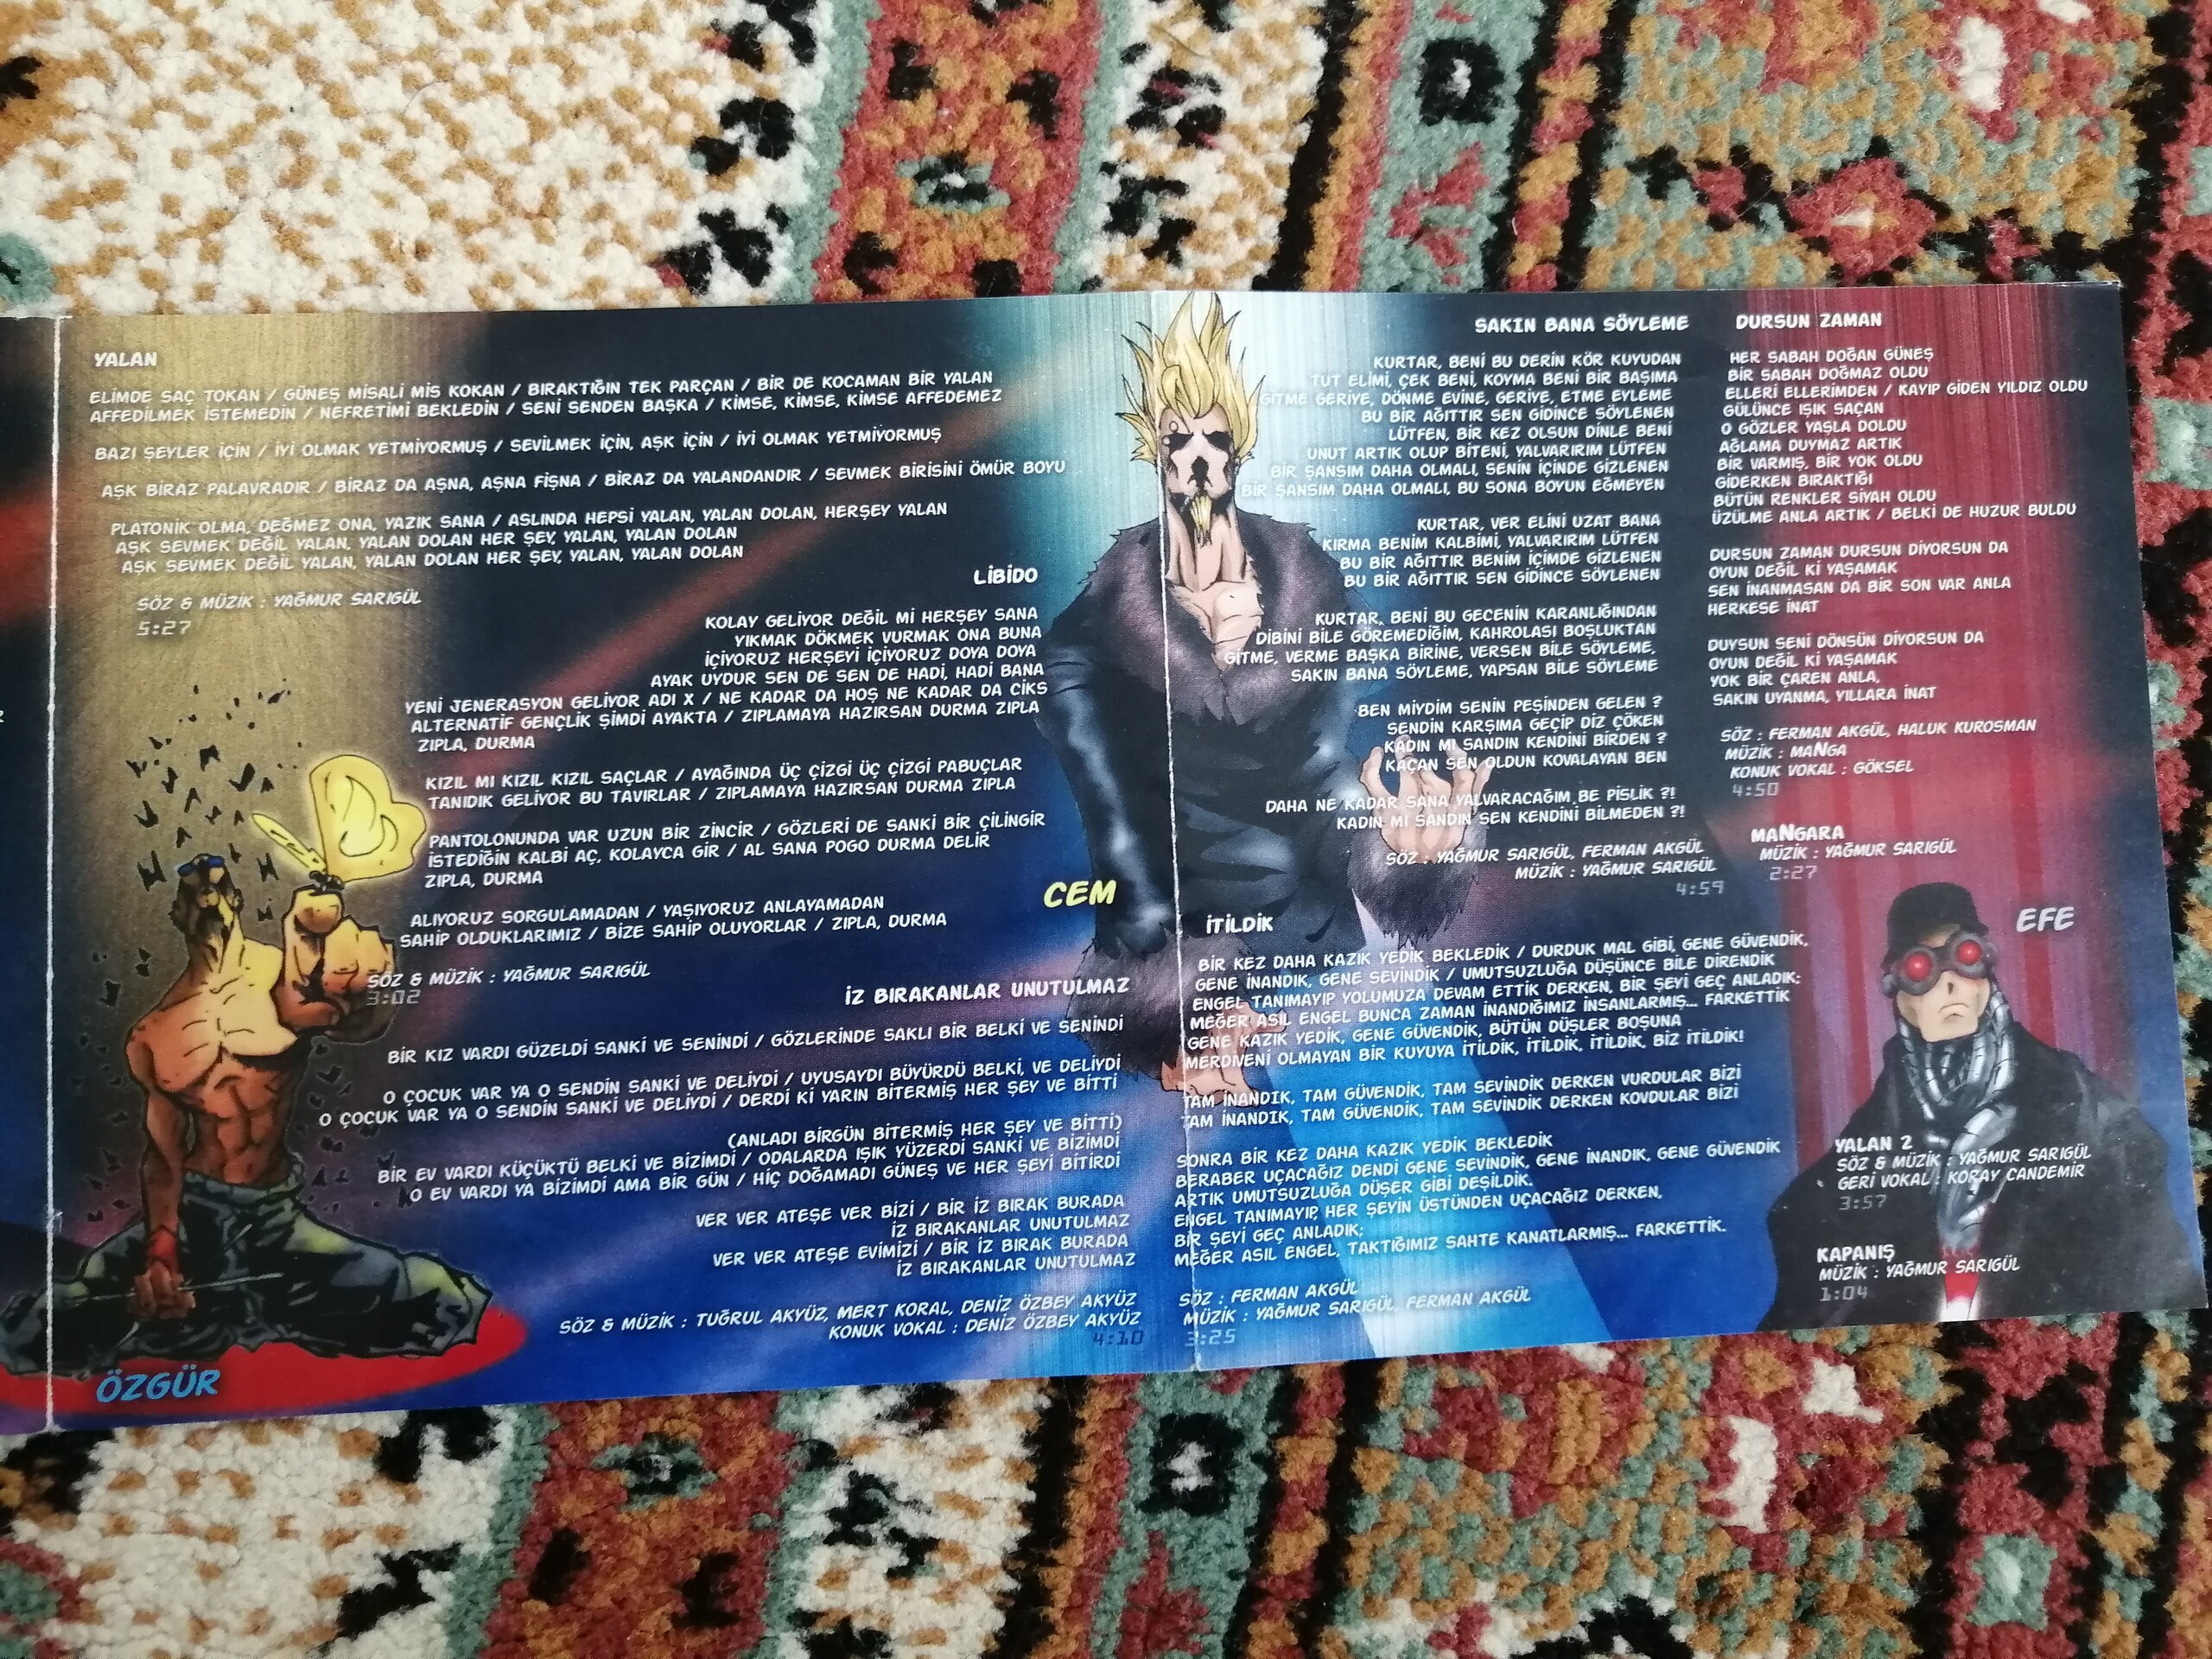 YALAN
ELİMDE SAÇ TOKAN / GÜNEŞ MİSALİ MİS KOKAN / BIRAKTIĞIN TEK PARÇAN / BİR DE KOCAMAN BİR YALAN
AFFEDİLMEK İSTEMEDİN / NEFRETİMİ BEKLEDİN / SENİ SENDEN BAŞKA / KİMSE, KİMSE, KİMSE AFFEDEMEZ
BAZI ŞEYLER İÇİN / İYİ OLMAK YETMİYORMUŞ / SEVİLMEK İÇİN, AŞK İÇİN / İYİ OLMAK YETMİYORMUŞ
AŞK BİRAZ PALAVRADIR / BİRAZ DA AŞNA, AŞNA FİŞNA / BİRAZ DA YALANDANDIR / SEVMEK BİRİSİNİ ÖMÜR BOYU
PLATONİK OLMA, DEĞMEZ ONA, YAZIK SANA / ASLINDA HEPSİ YALAN, YALAN DOLAN, HERŞEY YALAN
AŞK SEVMEK DEĞİL YALAN, YALAN DOLAN HER ŞEY, YALAN, YALAN DOLAN
AŞK SEVMEK DEĞİL YALAN, YALAN DOLAN HER ŞEY, YALAN, YALAN DOLAN
SÖZ & MÜZİK : YAĞMUR SARIGÜL
5:27
LİBİDO
KOLAY GELİYOR DEĞİL Mİ HERŞEY SANA
YIKMAK DÖKMEK VURMAK ONA BUNA
İÇİYORUZ HERŞEYİ İÇİYORUZ DOYA DOYA
AYAK UYDUR SEN DE SEN DE HADİ, HADİ BANA
YENİ JENERASYON GELİYOR ADI X / NE KADAR DA HOŞ NE KADAR DA CİKS
ALTERNATİF GENÇLİK ŞİMDİ AYAKTA / ZIPLAMAYA HAZIRSAN DURMA ZIPLA
ZIPLA, DURMA
KIZIL MI KIZIL KIZIL SAÇLAR / AYAĞINDA ÜÇ ÇİZGİ ÜÇ ÇİZGİ PABUÇLAR
TANIDIK GELİYOR BU TAVIRLAR / ZIPLAMAYA HAZIRSAN DURMA ZIPLA
PANTOLONUNDA VAR UZUN BİR ZİNCİR / GÖZLERİ DE SANKİ BİR ÇİLİNGİR
İSTEDİĞİN KALBİ AÇ, KOLAYCA GİR / AL SANA POGO DURMA DELİR
ZIPLA, DURMA
ALIYORUZ SORGULAMADAN / YAŞIYORUZ ANLAYAMADAN
SAHİP OLDUKLARIMIZ / BİZE SAHİP OLUYORLAR / ZIPLA, DURMA
SÖZ & MÜZİK : YAĞMUR SARIGÜL
3:02
CEM
İZ BIRAKANLAR UNUTULMAZ
BİR KIZ VARDI GÜZELDİ SANKİ VE SENİNDİ / GÖZLERİNDE SAKLI BİR BELKİ VE SENİNDİ
O ÇOCUK VAR YA O SENDİN SANKİ VE DELİYDİ / UYUSAYDI BÜYÜRDÜ BELKİ, VE DELİYDİ
O ÇOCUK VAR YA O SENDİN SANKİ VE DELİYDİ / DERDİ Kİ YARIN BİTERMİŞ HER ŞEY VE BİTTİ
(ANLADI BİRGÜN BİTERMİŞ HER ŞEY VE BİTTİ)
BİR EV VARDI KÜÇÜKTÜ BELKİ VE BİZİMDİ / ODALARDA IŞIK YÜZERDİ SANKİ VE BİZİMDİ
O EV VARDI YA BİZİMDİ AMA BİR GÜN / HİÇ DOĞAMADI GÜNEŞ VE HER ŞEYİ BİTİRDİ
VER VER ATEŞE VER BİZİ / BİR İZ BIRAK BURADA
İZ BIRAKANLAR UNUTULMAZ
VER VER ATEŞE EVİMİZİ / BİR İZ BIRAK BURADA
İZ BIRAKANLAR UNUTULMAZ
SÖZ & MÜZİK : TUĞRUL AKYÜZ, MERT KORAL, DENİZ ÖZBEY AKYÜZ
KONUK VOKAL : DENİZ ÖZBEY AKYÜZ
4:10
ÖZGÜR
SAKIN BANA SÖYLEME
KURTAR, BENİ BU DERİN KÖR KUYUDAN
TUT ELİMİ, ÇEK BENİ, KOYMA BENİ BİR BAŞIMA
GİTME GERİYE, DÖNME EVİNE, GERİYE, ETME EYLEME
BU BİR AĞITTIR SEN GİDİNCE SÖYLENEN
LÜTFEN, BİR KEZ OLSUN DİNLE BENİ
UNUT ARTIK OLUP BİTENİ, YALVARIRIM LÜTFEN
BİR ŞANSIM DAHA OLMALI, SENİN İÇİNDE GİZLENEN
BİR ŞANSIM DAHA OLMALI, BU SONA BOYUN EĞMEYEN
KURTAR, VER ELİNİ UZAT BANA
KIRMA BENİM KALBİMİ, YALVARIRIM LÜTFEN
BU BİR AĞITTIR BENİM İÇİMDE GİZLENEN
BU BİR AĞITTIR SEN GİDİNCE SÖYLENEN
KURTAR, BENİ BU GECENİN KARANLIĞINDAN
DİBİNİ BİLE GÖREMEDİĞİM, KAHROLASI BOŞLUKTAN
GİTME, VERME BAŞKA BİRİNE, VERSEN BİLE SÖYLEME,
SAKIN BANA SÖYLEME, YAPSAN BİLE SÖYLEME
BEN MİYDİM SENİN PEŞİNDEN GELEN ?
SENDİN KARŞIMA GEÇİP DİZ ÇÖKEN
KADIN MI SANDIN KENDİNİ BİRDEN ?
KAÇAN SEN OLDUN KOVALAYAN BEN
DAHA NE KADAR SANA YALVARACAĞIM BE PİSLİK ?!
KADIN MI SANDIN SEN KENDİNİ BİLMEDEN ?!
SÖZ : YAĞMUR SARIGÜL, FERMAN AKGÜL
MÜZİK : YAĞMUR SARIGÜL
4:59
İTİLDİK
BİR KEZ DAHA KAZIK YEDİK BEKLEDİK / DURDUK MAL GİBİ, GENE GÜVENDİK,
GENE İNANDIK, GENE SEVİNDİK / UMUTSUZLUĞA DÜŞÜNCE BİLE DİRENDİK
ENGEL TANIMAYIP YOLUMUZA DEVAM ETTİK DERKEN, BİR ŞEYİ GEÇ ANLADIK:
MEĞER ASIL ENGEL BUNCA ZAMAN İNANDIĞIMIZ İNSANLARMIŞ... FARKETTİK
GENE KAZIK YEDİK, GENE GÜVENDİK, BÜTÜN DÜŞLER BOŞUNA
MERDİVENİ OLMAYAN BİR KUYUYA İTİLDİK, İTİLDİK, İTİLDİK, BİZ İTİLDİK!
TAM İNANDIK, TAM GÜVENDİK, TAM SEVİNDİK DERKEN VURDULAR BİZİ
TAM İNANDIK, TAM GÜVENDİK, TAM SEVİNDİK DERKEN KOVDULAR BİZİ
SONRA BİR KEZ DAHA KAZIK YEDİK BEKLEDİK
BERABER UÇACAĞIZ DENDİ GENE SEVİNDİK, GENE İNANDIK, GENE GÜVENDİK
ARTIK UMUTSUZLUĞA DÜŞER GİBİ DEŞİLDİK.
ENGEL TANIMAYIP, HER ŞEYİN ÜSTÜNDEN UÇACAĞIZ DERKEN,
BİR ŞEYİ GEÇ ANLADIK;
MEĞER ASIL ENGEL, TAKTIĞIMIZ SAHTE KANATLARMIŞ... FARKETTİK.
SÖZ : FERMAN AKGÜL
MÜZİK : YAĞMUR SARIGÜL, FERMAN AKGÜL
3:25
DURSUN ZAMAN
HER SABAH DOĞAN GÜNEŞ
BİR SABAH DOĞMAZ OLDU
ELLERİ ELLERİMDEN / KAYIP GİDEN YILDIZ OLDU
GÜLÜNCE IŞIK SAÇAN
O GÖZLER YAŞLA DOLDU
AĞLAMA DUYMAZ ARTIK
BİR VARMIŞ, BİR YOK OLDU
GİDERKEN BIRAKTIĞI
BÜTÜN RENKLER SİYAH OLDU
ÜZÜLME ANLA ARTIK / BELKİ DE HUZUR BULDU
DURSUN ZAMAN DURSUN DİYORSUN DA
OYUN DEĞİL Kİ YAŞAMAK
SEN İNANMASAN DA BİR SON VAR ANLA
HERKESE İNAT
DUYSUN SENİ DÖNSÜN DİYORSUN DA
OYUN DEĞİL Kİ YAŞAMAK
YOK BİR ÇAREN ANLA,
SAKIN UYANMA, YILLARA İNAT
SÖZ : FERMAN AKGÜL, HALUK KUROSMAN
MÜZİK : MANGA
KONUK VOKAL : GÖKSEL
4:50
MANGARA
MÜZİK : YAĞMUR SARIGÜL
2:27
EFE
YALAN 2
SÖZ & MÜZİK : YAĞMUR SARIGÜL
GERİ VOKAL : KORAY CANDEMİR
3:57
KAPANIŞ
MÜZİK : YAĞMUR SARIGÜL
1:04